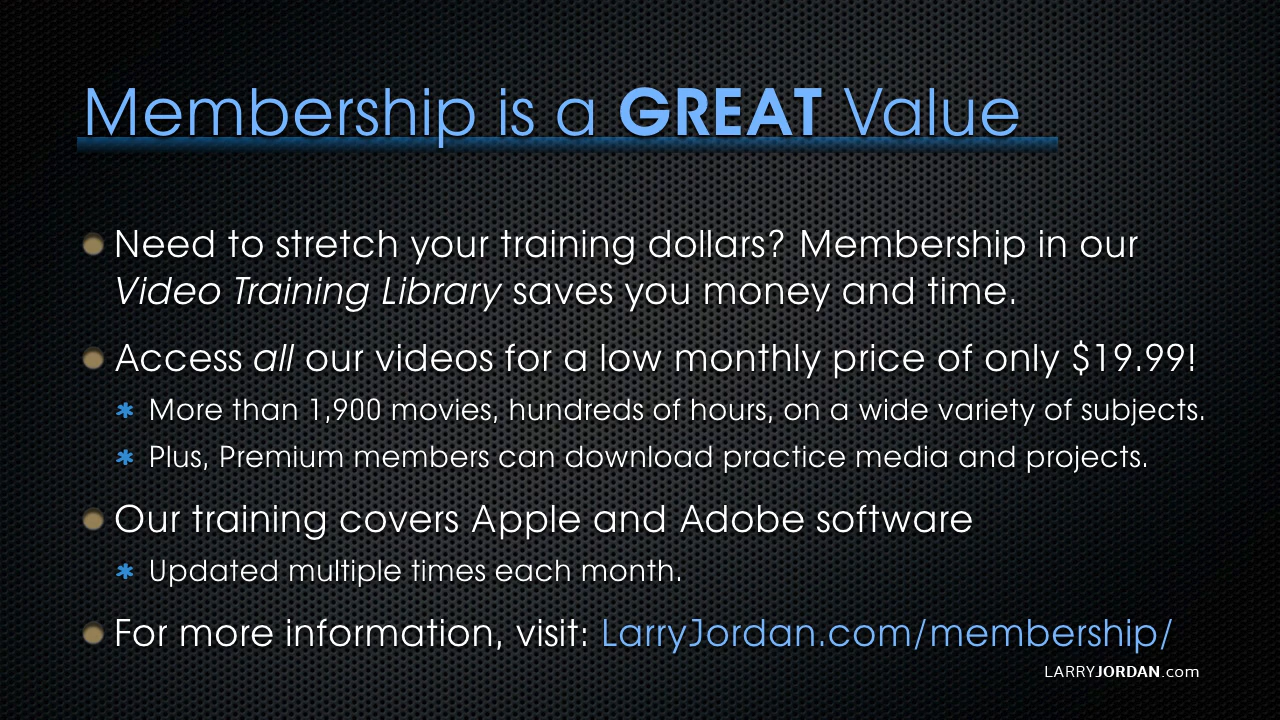 Membership is a GREAT Value
Need to stretch your training dollars? Membership in our
Video Training Library saves you money and time.
Access all our videos for a low monthly price of only $19.99!
More than 1,900 movies, hundreds of hours, on a wide variety of subjects.
Plus, Premium members can download practice media and projects.
Our training covers Apple and Adobe software
Updated multiple times each month.
For more information, visit: LarryJordan.com/membership/
LARRYJORDAN.com